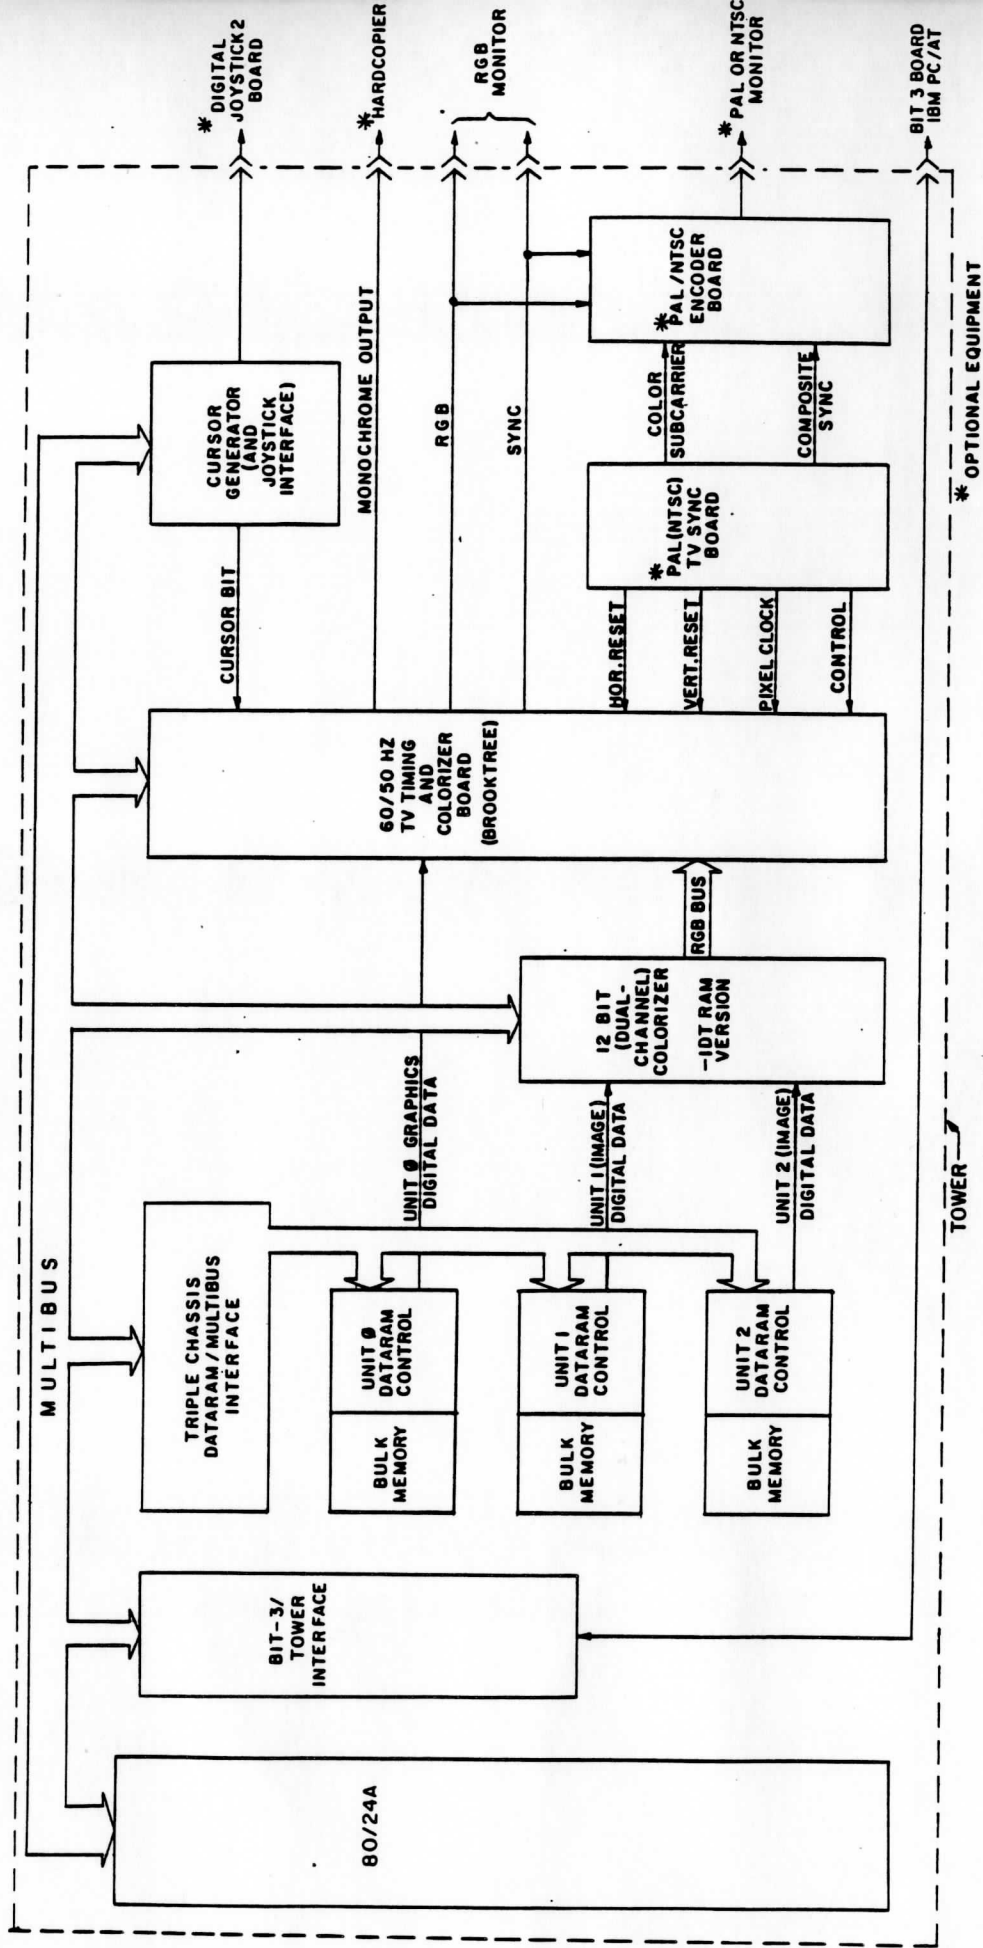 MULTIBUS
80/24A
BIT-3/
TOWER
INTERFACE
TRIPLE CHASSIS
DATARAM/MULTIBUS
INTERFACE
BULK
MEMORY
UNIT Ø
DATARAM
CONTROL
BULK
MEMORY
UNIT 1
DATARAM
CONTROL
BULK
MEMORY
UNIT 2
DATARAM
CONTROL
UNIT Ø GRAPHICS
DIGITAL DATA
UNIT 1 (IMAGE)
DIGITAL DATA
UNIT 2 (IMAGE)
DIGITAL DATA
12 BIT
(DUAL-
CHANNEL)
COLORIZER
-IDT RAM
VERSION
RGB BUS
60/50 HZ
TV TIMING
AND
COLORIZER
BOARD
(BROOKTREE)
CURSOR BIT
CURSOR
GENERATOR
(AND
JOYSTICK
INTERFACE)
MONOCHROME OUTPUT
RGB
SYNC
HOR. RESET
VERT. RESET
PIXEL CLOCK
CONTROL
* PAL(NTSC)
TV SYNC
BOARD
COLOR
SUBCARRIER
COMPOSITE
SYNC
* PAL/NTSC
ENCODER
BOARD
* DIGITAL
JOYSTICK 2
BOARD
* HARDCOPIER
RGB
MONITOR
* PAL OR NTSC
MONITOR
BIT 3 BOARD
IBM PC/AT
TOWER
* OPTIONAL EQUIPMENT